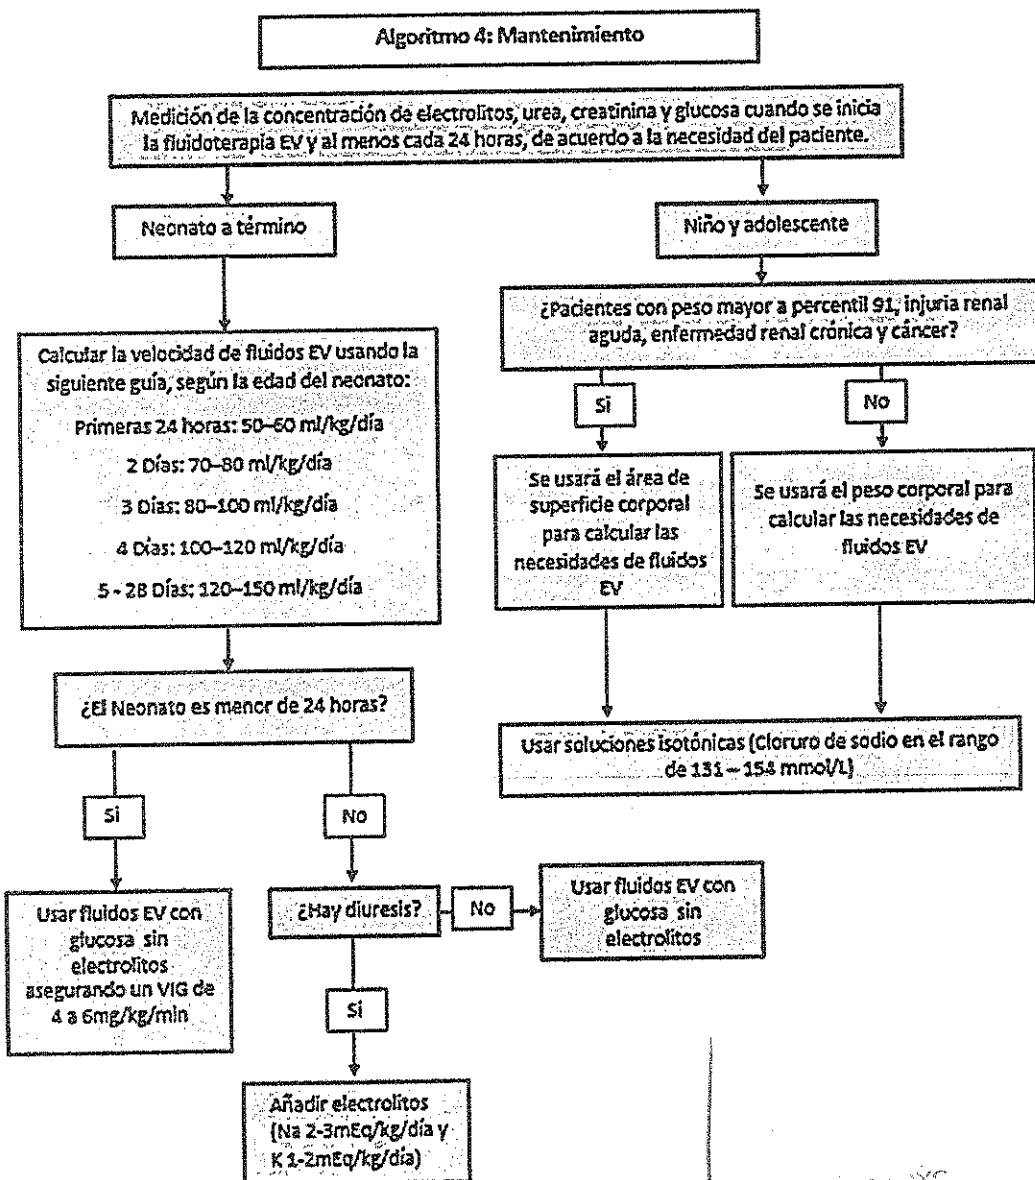 Algoritmo 4: Mantenimiento
Medición de la concentración de electrolitos, urea, creatinina y glucosa cuando se inicia
la fluidoterapia EV y al menos cada 24 horas, de acuerdo a la necesidad del paciente.
Neonato a término
Calcular la velocidad de fluidos EV usando la
siguiente guía, según la edad del neonato:
Primeras 24 horas: 50–60 ml/kg/día
2 Días: 70–80 ml/kg/día
3 Días: 80–100 ml/kg/día
4 Días: 100–120 ml/kg/día
5 - 28 Días: 120–150 ml/kg/día
¿El Neonato es menor de 24 horas?
Si
Usar fluidos EV con
glucosa sin
electrolitos
asegurando un VIG de
4 a 6mg/kg/min
No
¿Hay diuresis?
No
Usar fluidos EV con
glucosa sin
electrolitos
Si
Añadir electrolitos
(Na 2-3mEq/kg/día y
K 1-2mEq/kg/día)
Niño y adolescente
¿Pacientes con peso mayor a percentil 91, injuria renal
aguda, enfermedad renal crónica y cáncer?
Si
Se usará el área de
superficie corporal
para calcular las
necesidades de fluidos
EV
No
Se usará el peso corporal para
calcular las necesidades de
fluidos EV
Usar soluciones isotónicas (Cloruro de sodio en el rango
de 131 – 154 mmol/L)